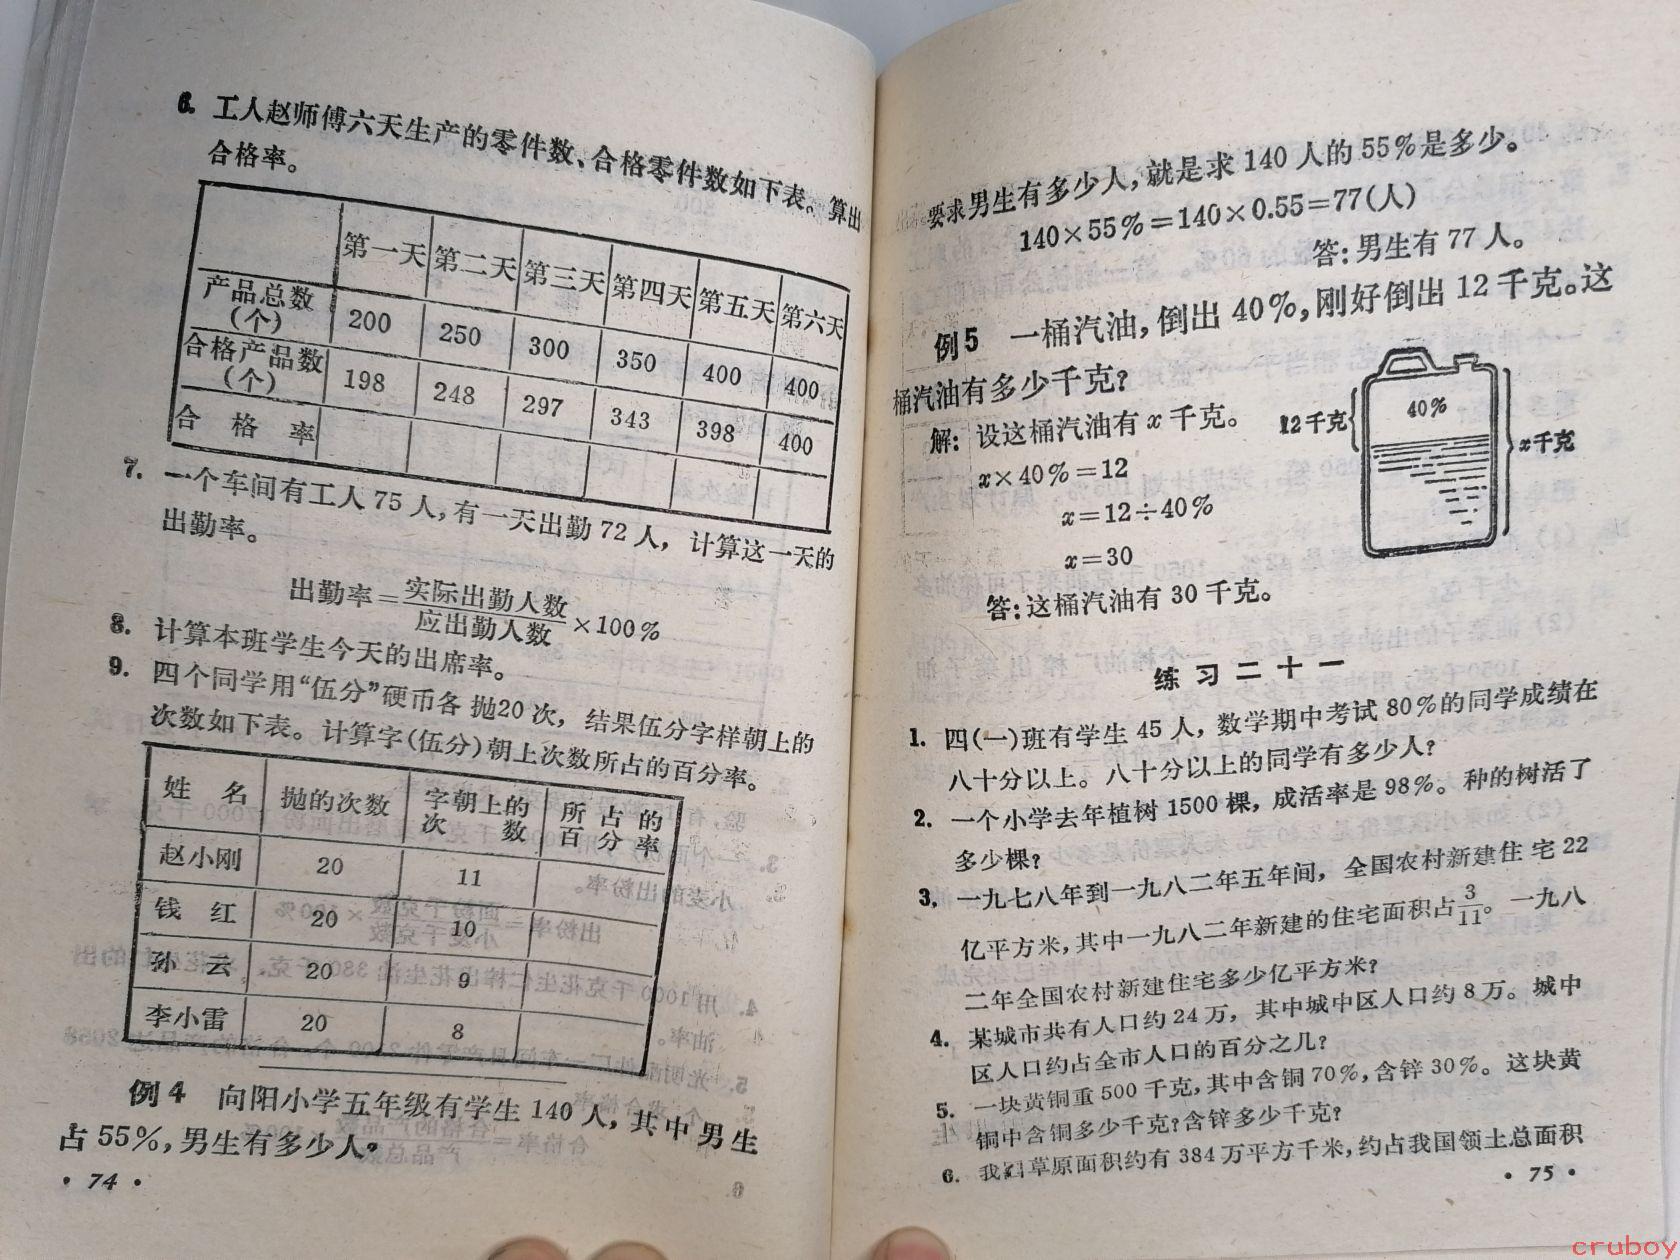 6. 工人赵师傅六天生产的零件数、合格零件数如下表。算出
合格率。
第一天 第二天 第三天 第四天 第五天 第六天
产品总数(个) 200 250 300 350 400 400
合格产品数(个) 198 248 297 343 398 400
合格率
7. 一个车间有工人75人,有一天出勤72人,计算这一天的
出勤率。
出勤率=实际出勤人数/应出勤人数×100%
8. 计算本班学生今天的出席率。
9. 四个同学用“伍分”硬币各抛20次,结果伍分字样朝上的
次数如下表。计算字(伍分)朝上次数所占的百分率。
姓名 抛的次数 字朝上的次数 所占的百分率
赵小刚 20 11
钱红 20 10
孙云 20 9
李小雷 20 8
例4 向阳小学五年级有学生140人,其中男生
占55%,男生有多少人?
·74·
要求男生有多少人,就是求140人的55%是多少。
140×55%=140×0.55=77(人)
答:男生有77人。
例5 一桶汽油,倒出40%,刚好倒出12千克。这
桶汽油有多少千克?
解:设这桶汽油有x千克。
x×40%=12
x=12÷40%
x=30
答:这桶汽油有30千克。
12千克
40%
x千克
练习二十一
1. 四(一)班有学生45人,数学期中考试80%的同学成绩在
八十分以上。八十分以上的同学有多少人?
2. 一个小学去年植树1500棵,成活率是98%。种的树活了
多少棵?
3. 一九七八年到一九八二年五年间,全国农村新建住宅22
亿平方米,其中一九八二年新建的住宅面积占3/11。一九八
二年全国农村新建住宅多少亿平方米?
4. 某城市共有人口约24万,其中城中区人口约8万。城中
区人口约占全市人口的百分之几?
5. 一块黄铜重500千克,其中含铜70%,含锌30%。这块黄
铜中含铜多少千克?含锌多少千克?
6. 我国草原面积约有384万平方千米,约占我国领土总面积
·75·
cruboy